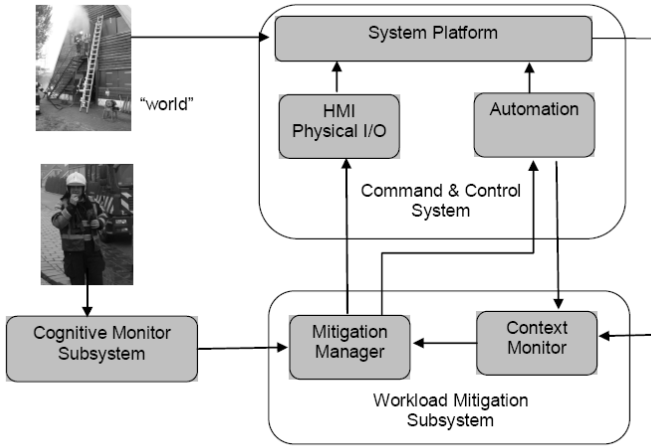 System Platform
"world"
HMI
Physical I/O
Automation
Command & Control
System
Cognitive Monitor
Subsystem
Mitigation
Manager
Context
Monitor
Workload Mitigation
Subsystem